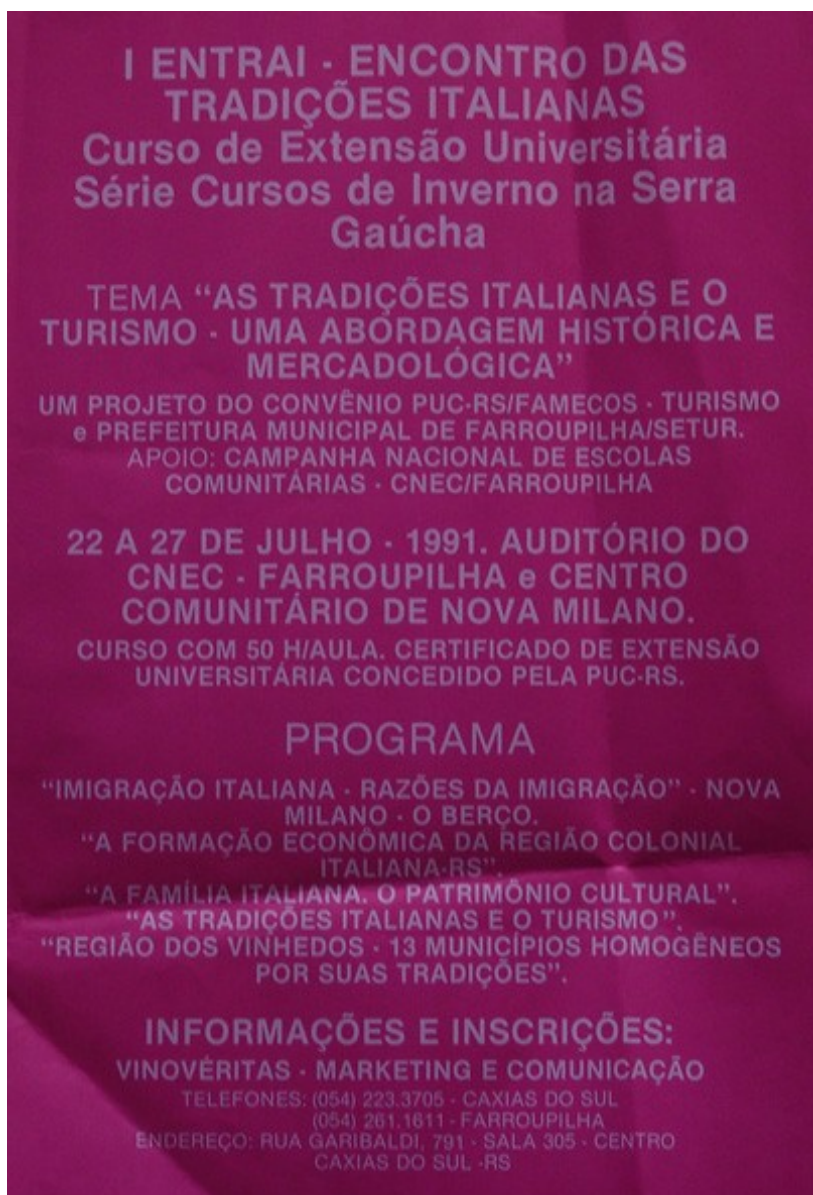 I ENTRAI - ENCONTRO DAS
TRADIÇÕES ITALIANAS
Curso de Extensão Universitária
Série Cursos de Inverno na Serra
Gaúcha
TEMA “AS TRADIÇÕES ITALIANAS E O
TURISMO - UMA ABORDAGEM HISTÓRICA E
MERCADOLÓGICA”
UM PROJETO DO CONVÊNIO PUC-RS/FAMECOS - TURISMO
e PREFEITURA MUNICIPAL DE FARROUPILHA/SETUR.
APOIO: CAMPANHA NACIONAL DE ESCOLAS
COMUNITÁRIAS - CNEC/FARROUPILHA
22 A 27 DE JULHO - 1991. AUDITÓRIO DO
CNEC - FARROUPILHA e CENTRO
COMUNITÁRIO DE NOVA MILANO.
CURSO COM 50 H/AULA. CERTIFICADO DE EXTENSÃO
UNIVERSITÁRIA CONCEDIDO PELA PUC-RS.
PROGRAMA
“IMIGRAÇÃO ITALIANA - RAZÕES DA IMIGRAÇÃO” - NOVA
MILANO - O BERÇO.
“A FORMAÇÃO ECONÔMICA DA REGIÃO COLONIAL
ITALIANA-RS”.
“A FAMÍLIA ITALIANA. O PATRIMÔNIO CULTURAL”.
“AS TRADIÇÕES ITALIANAS E O TURISMO”.
“REGIÃO DOS VINHEDOS - 13 MUNICÍPIOS HOMOGÊNEOS
POR SUAS TRADIÇÕES”.
INFORMAÇÕES E INSCRIÇÕES:
VINOVÉRITAS - MARKETING E COMUNICAÇÃO
TELEFONES: (054) 223.3705 - CAXIAS DO SUL
(054) 261.1611 - FARROUPILHA
ENDEREÇO: RUA GARIBALDI, 791 - SALA 305 - CENTRO
CAXIAS DO SUL -RS